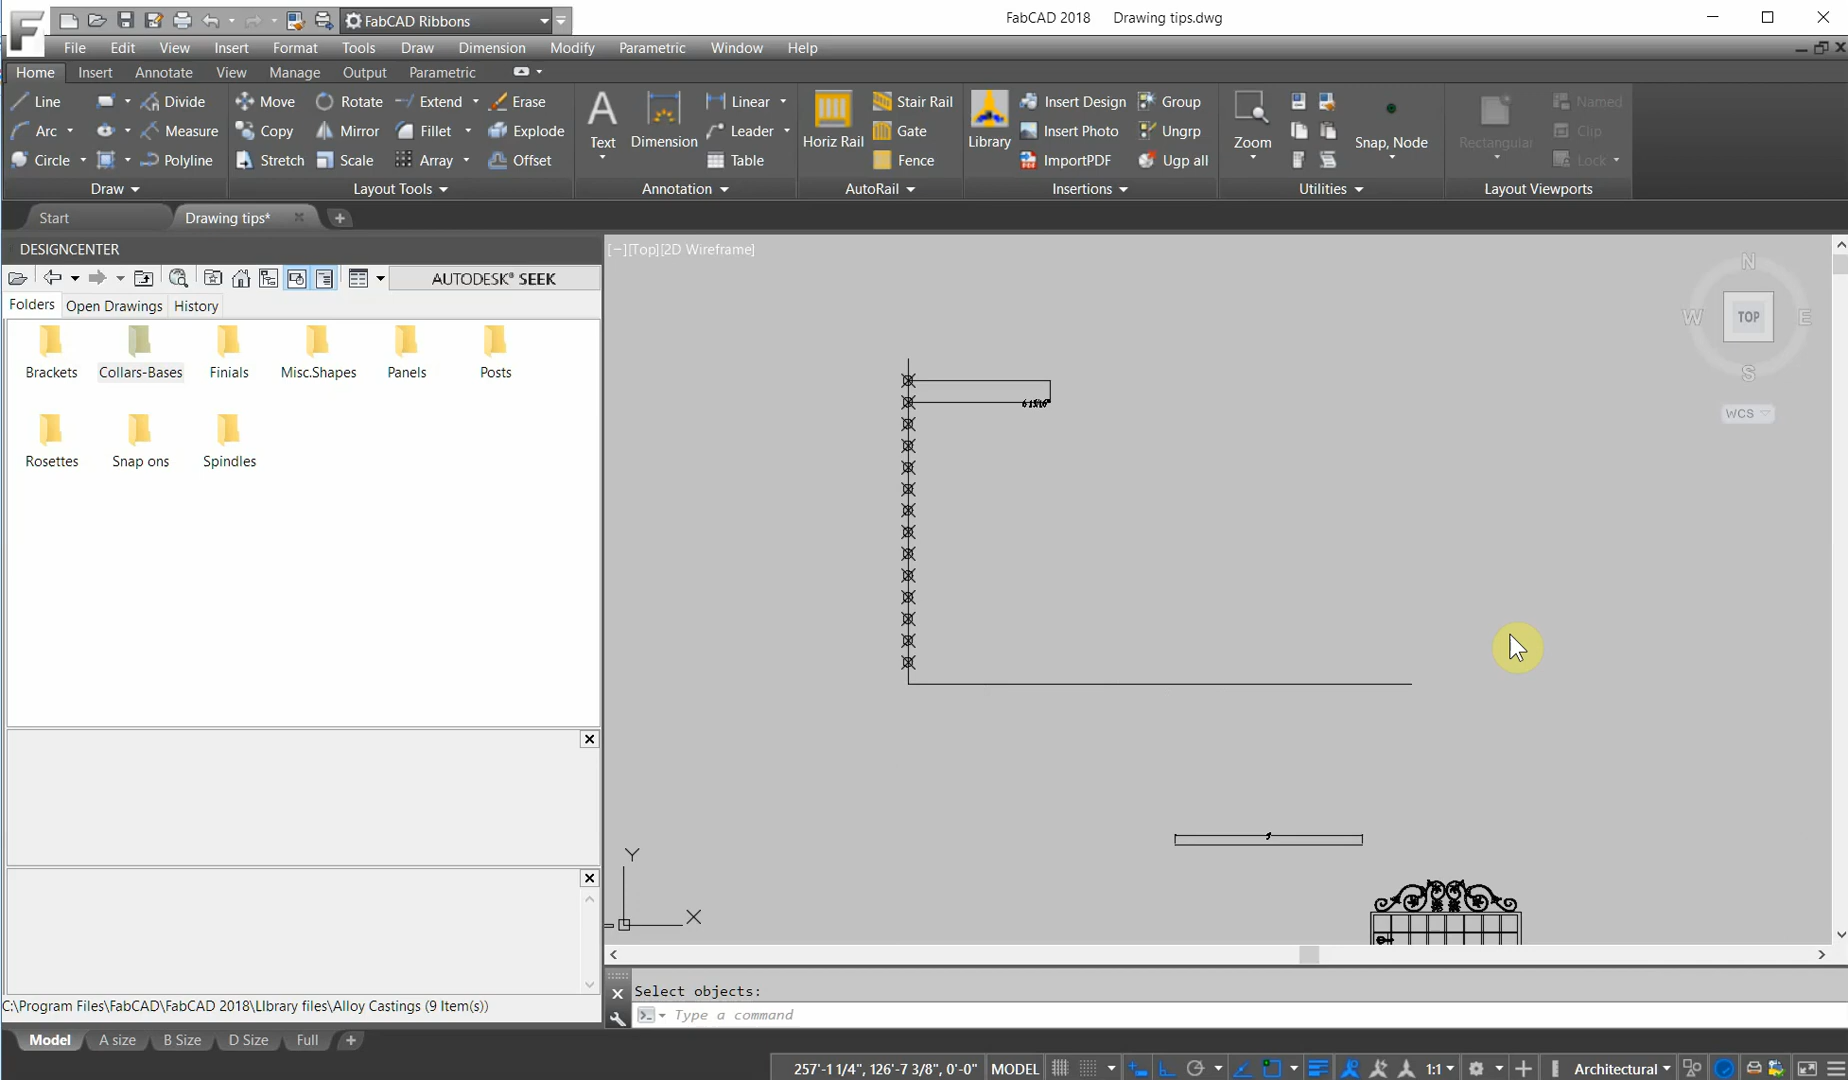 FabCAD Ribbons
FabCAD 2018 Drawing tips.dwg
File Edit View Insert Format Tools Draw Dimension Modify Parametric Window Help
Home Insert Annotate View Manage Output Parametric
Line Divide Move Rotate Extend Erase Linear Stair Rail Insert Design Group Named
Arc Measure Copy Mirror Fillet Explode Text Dimension Leader Horiz Rail Gate Library Insert Photo Ungrp Zoom Snap, Node Rectangular Clip
Circle Polyline Stretch Scale Array Offset Table Fence ImportPDF Ugp all Lock
Draw Layout Tools Annotation AutoRail Insertions Utilities Layout Viewports
Start Drawing tips*
DESIGNCENTER
[−][Top][2D Wireframe]
AUTODESK® SEEK
Folders Open Drawings History
Brackets Collars-Bases Finials Misc.Shapes Panels Posts
Rosettes Snap ons Spindles
N
W TOP E
S
WCS
6 15/16"
Y
X
Select objects:
Type a command
C:\Program Files\FabCAD\FabCAD 2018\LIbrary files\Alloy Castings (9 Item(s))
Model A size B Size D Size Full
257'-1 1/4", 126'-7 3/8", 0'-0" MODEL 1:1 Architectural